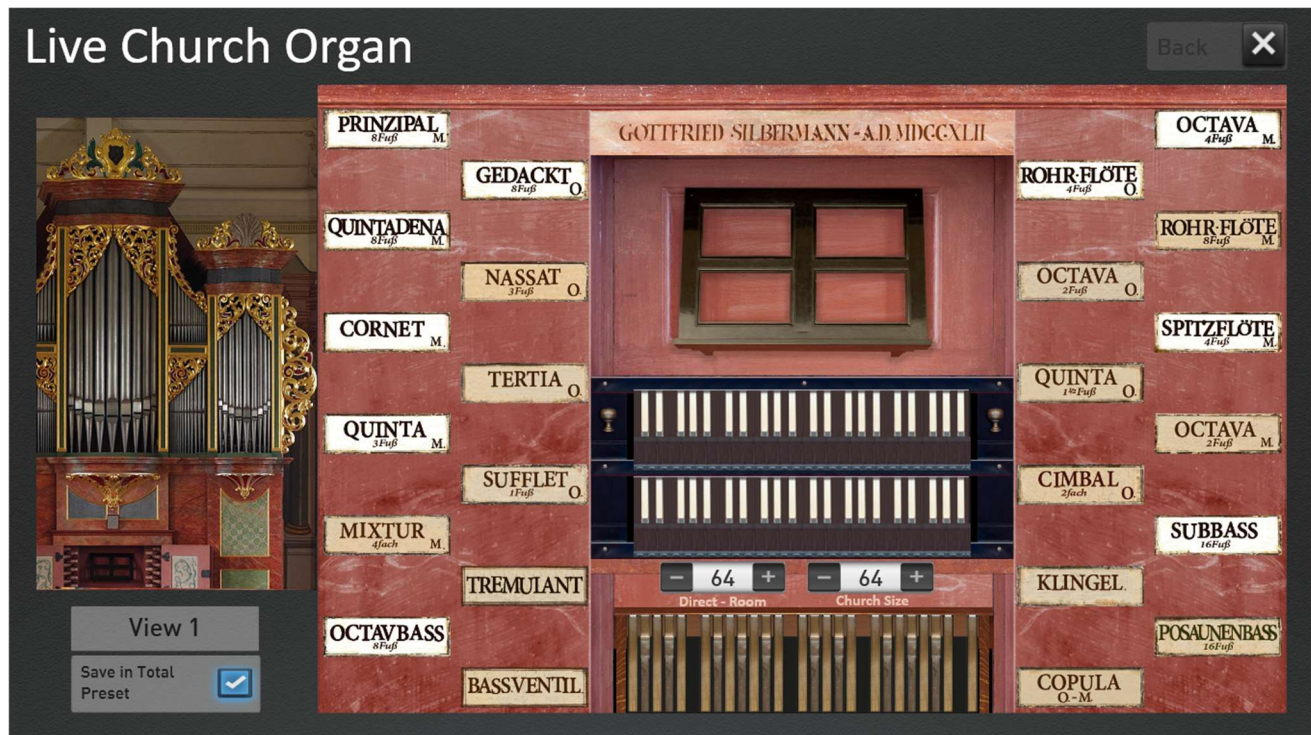 Live Church Organ
Back
PRINZIPAL
8Fuß M.
GEDACKT
8Fuß O.
QUINTADENA
8Fuß M.
NASSAT
3Fuß O.
CORNET
M.
TERTIA
O.
QUINTA
3Fuß M.
SUFFLET
1Fuß O.
MIXTUR
4fach M.
TREMULANT
OCTAVBASS
8Fuß
BASSVENTIL
GOTTFRIED·SILBERMANN - A.D. MDCCXLII
− 64 +
Direct - Room
− 64 +
Church Size
OCTAVA
4Fuß M.
ROHR·FLÖTE
4Fuß O.
ROHR·FLÖTE
8Fuß M.
OCTAVA
2Fuß O.
SPITZFLÖTE
4Fuß M.
QUINTA
1½Fuß O.
OCTAVA
2Fuß M.
CIMBAL
2fach O.
SUBBASS
16Fuß
KLINGEL.
POSAUNENBASS
16Fuß
COPULA
O.-M.
View 1
Save in Total
Preset